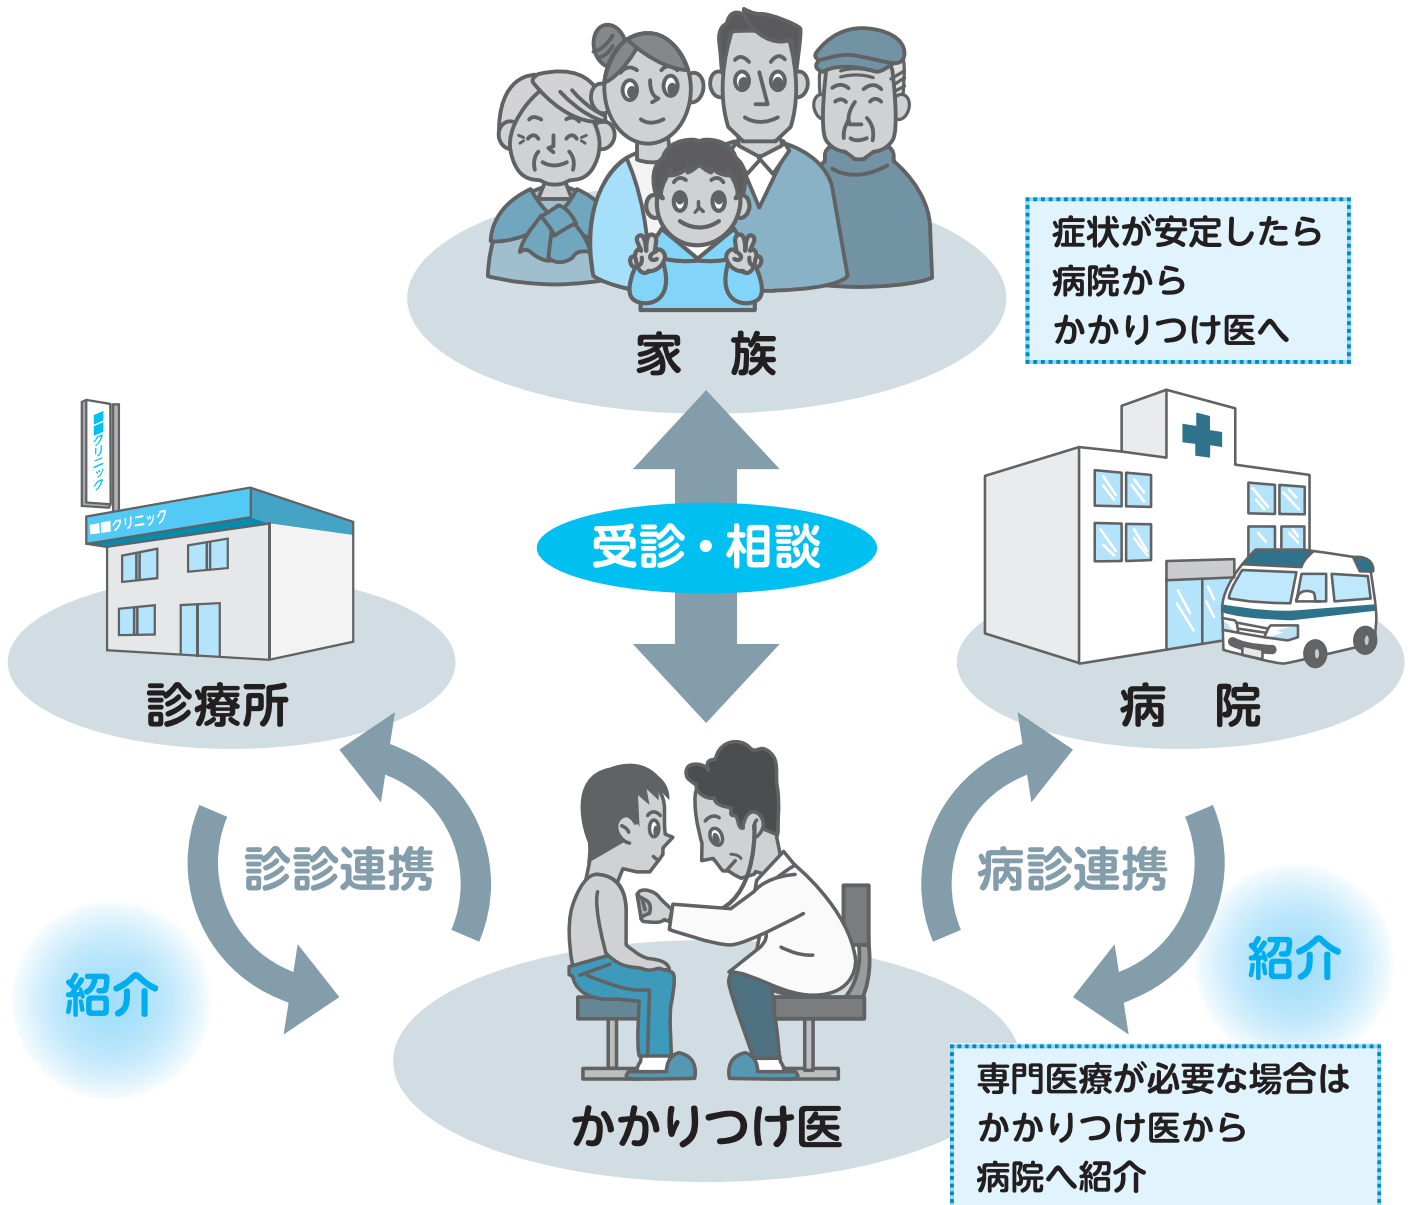 家　族
症状が安定したら
病院から
かかりつけ医へ
■■クリニック
■■クリニック
受診・相談
診療所
病　院
診診連携
病診連携
紹介
紹介
かかりつけ医
専門医療が必要な場合は
かかりつけ医から
病院へ紹介